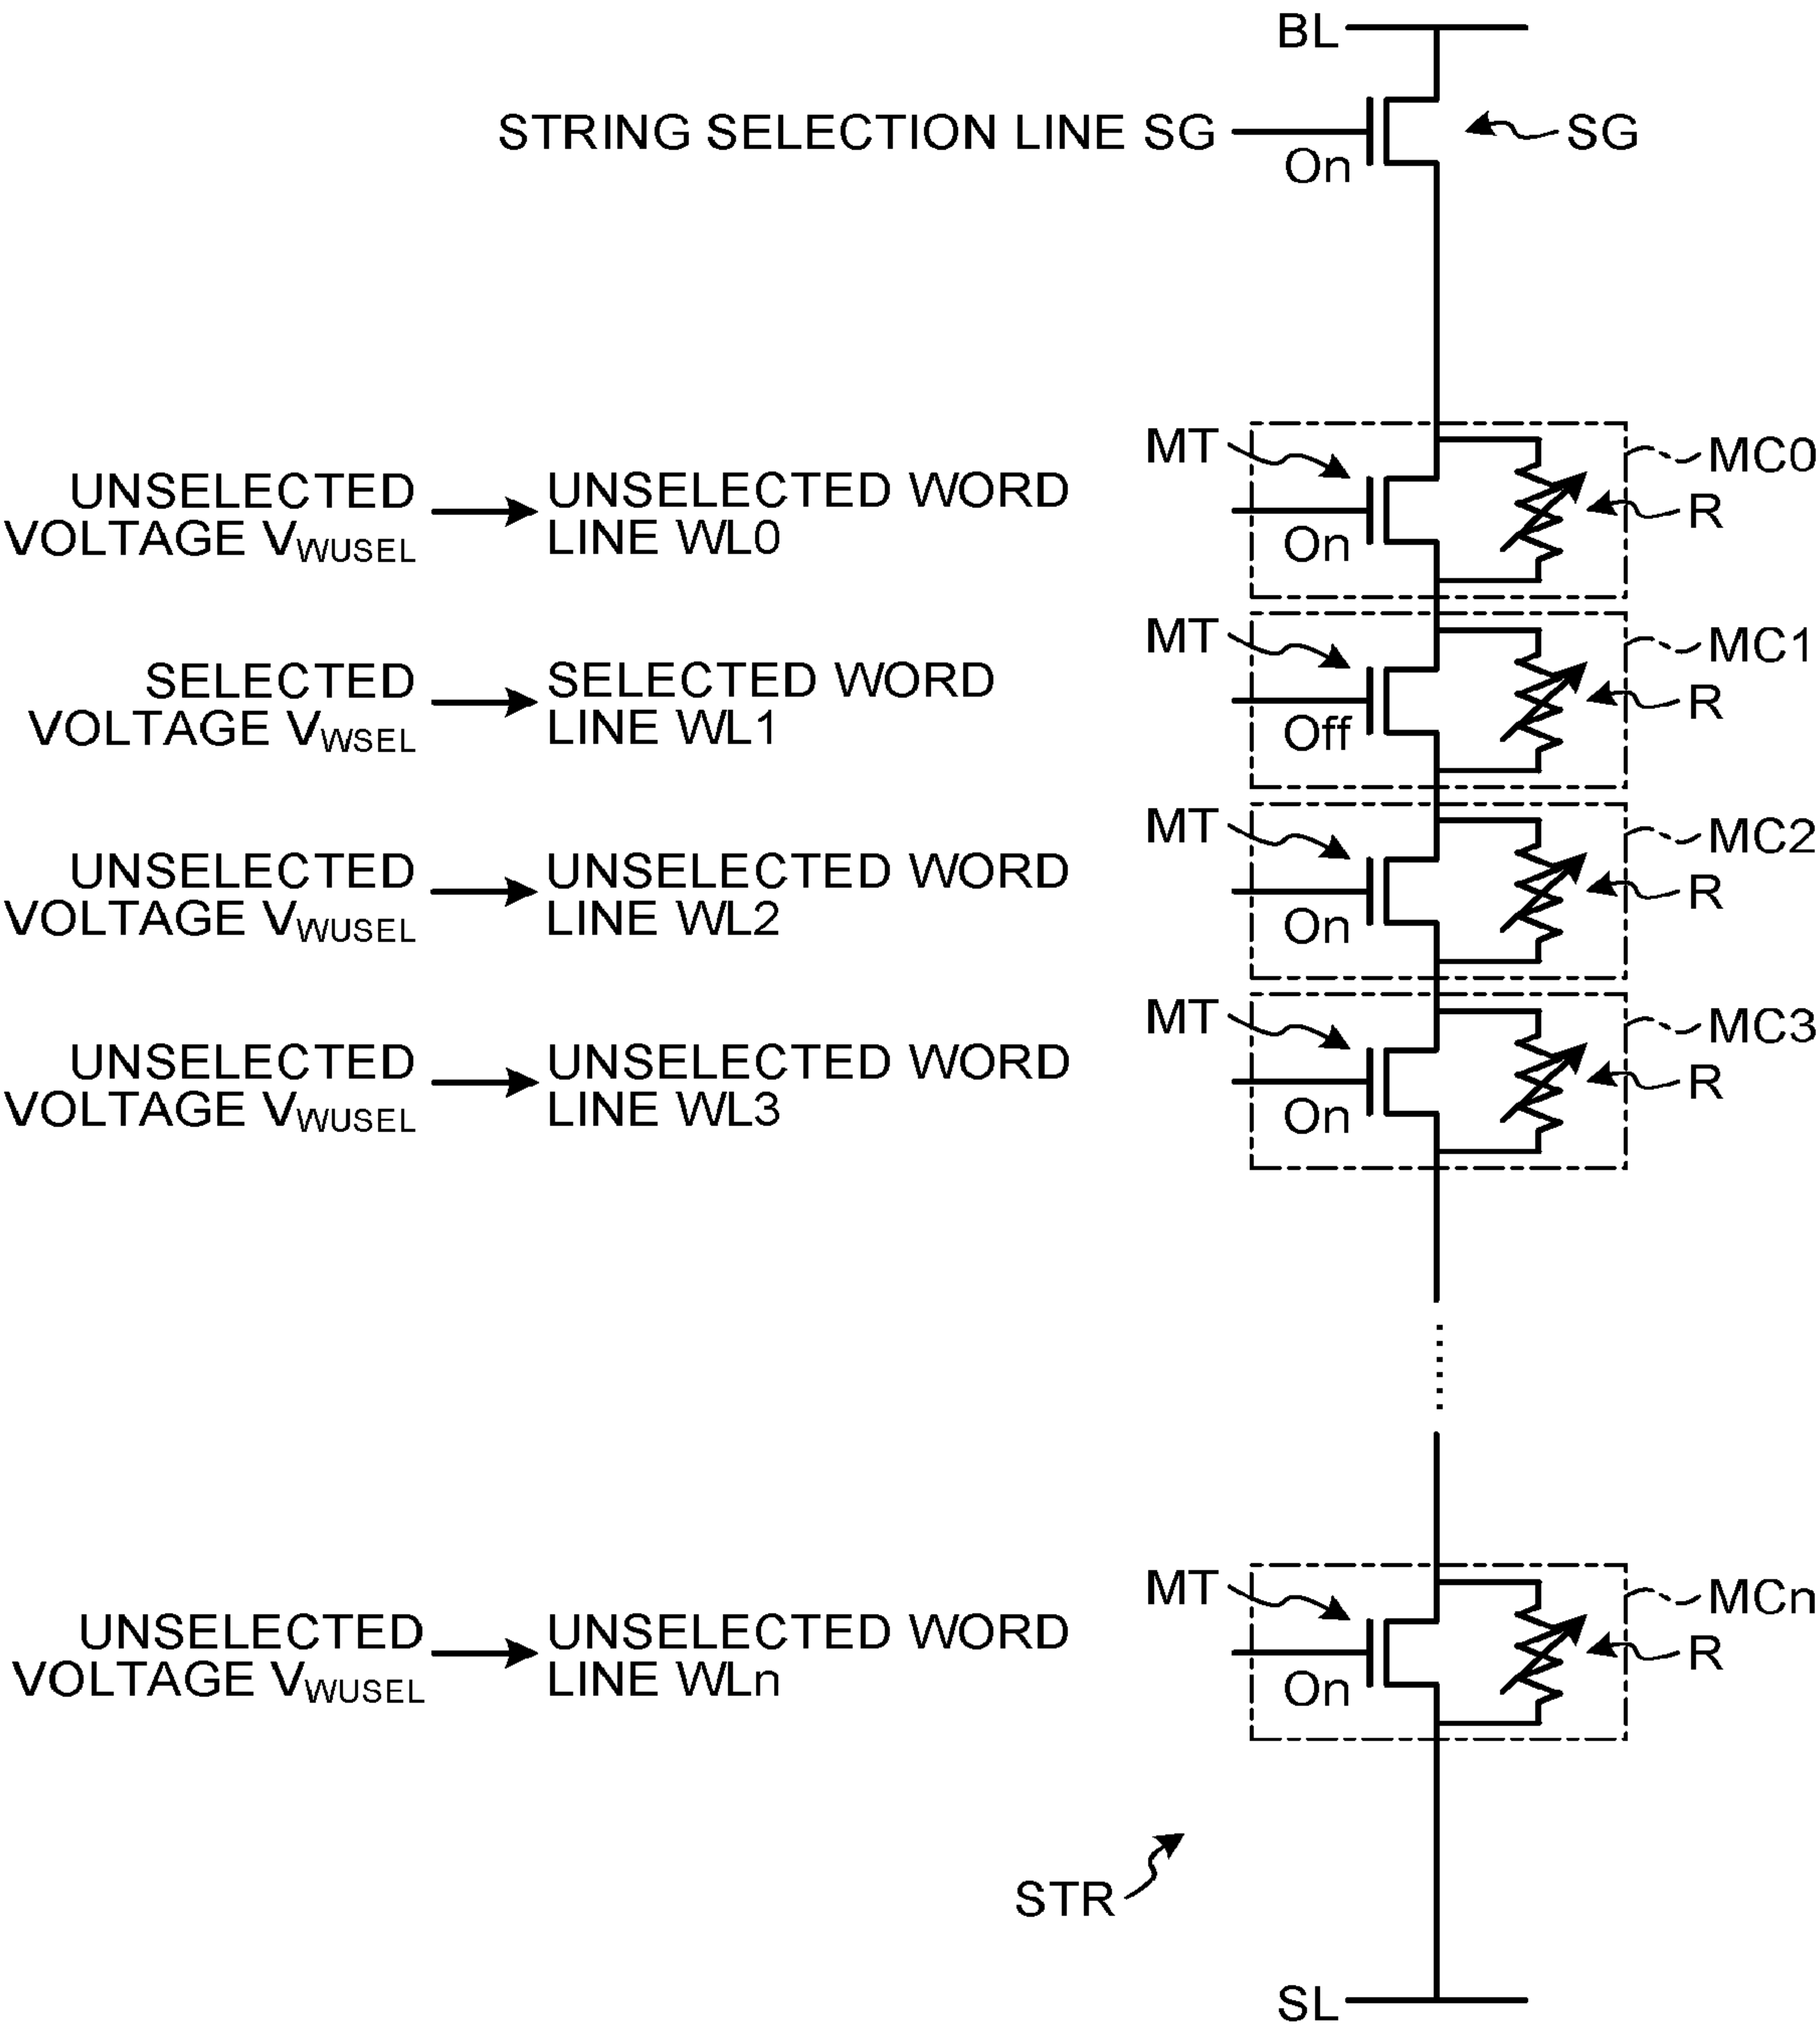 BL
STRING SELECTION LINE SG
On
SG
UNSELECTED
VOLTAGE VWUSEL
UNSELECTED WORD
LINE WL0
MT
On
MC0
R
SELECTED
VOLTAGE VWSEL
SELECTED WORD
LINE WL1
MT
Off
MC1
R
UNSELECTED
VOLTAGE VWUSEL
UNSELECTED WORD
LINE WL2
MT
On
MC2
R
UNSELECTED
VOLTAGE VWUSEL
UNSELECTED WORD
LINE WL3
MT
On
MC3
R
UNSELECTED
VOLTAGE VWUSEL
UNSELECTED WORD
LINE WLn
MT
On
MCn
R
STR
SL